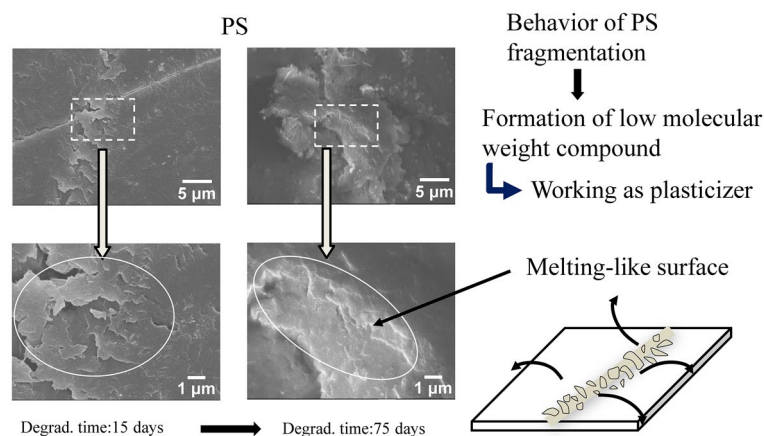 PS
5 μm
5 μm
1 μm
1 μm
Degrad. time:15 days
Degrad. time:75 days
Behavior of PS
fragmentation
Formation of low molecular
weight compound
Working as plasticizer
Melting-like surface